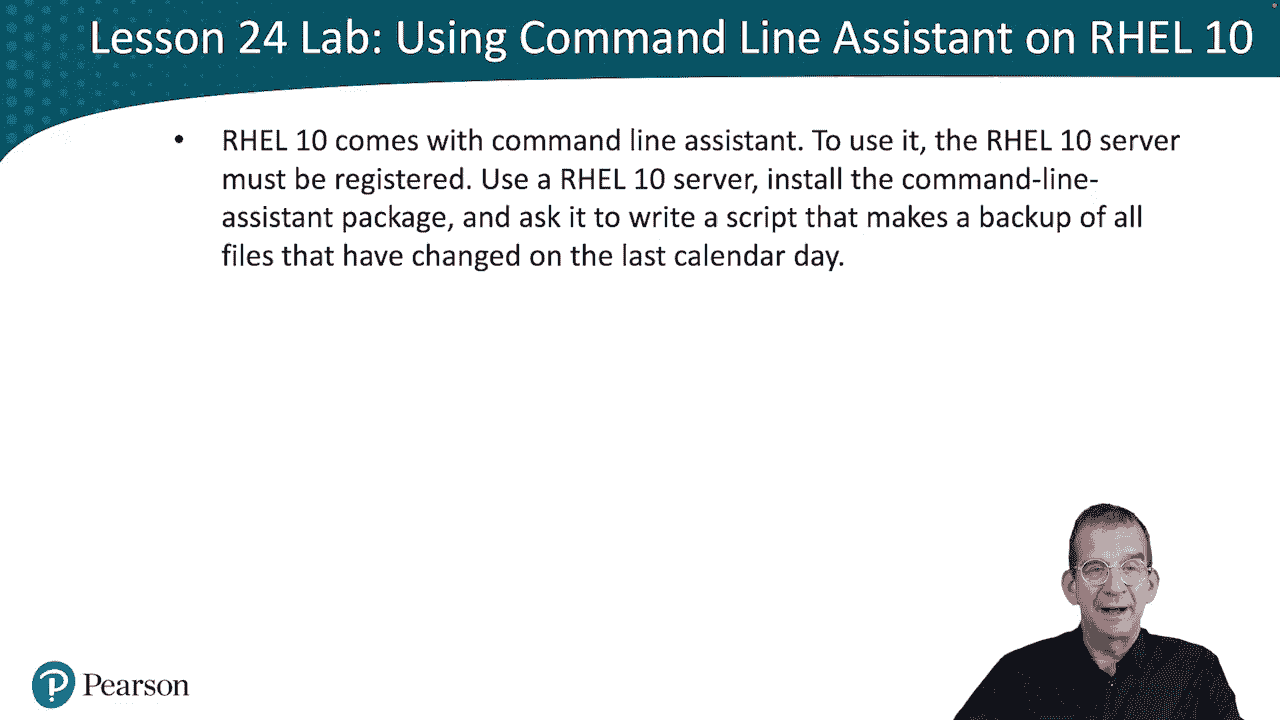 Lesson 24 Lab: Using Command Line Assistant on RHEL 10
• RHEL 10 comes with command line assistant. To use it, the RHEL 10 server
must be registered. Use a RHEL 10 server, install the command-line-
assistant package, and ask it to write a script that makes a backup of all
files that have changed on the last calendar day.
Pearson